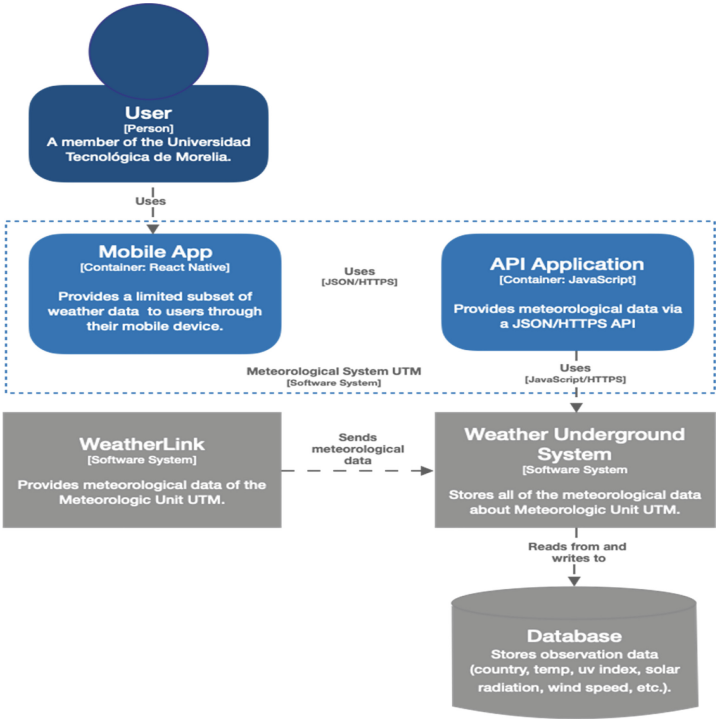 User
[Person]
A member of the Universidad
Tecnológica de Morelia.
Uses
Mobile App
[Container: React Native]
Provides a limited subset of
weather data to users through
their mobile device.
Uses
[JSON/HTTPS]
API Application
[Container: JavaScript]
Provides meteorological data via
a JSON/HTTPS API
Meteorological System UTM
[Software System]
Uses
[JavaScript/HTTPS]
WeatherLink
[Software System]
Provides meteorological data of the
Meteorologic Unit UTM.
Sends
meteorological
data
Weather Underground
System
[Software System
Stores all of the meteorological data
about Meteorologic Unit UTM.
Reads from and
writes to
Database
Stores observation data
(country, temp, uv index, solar
radiation, wind speed, etc.).